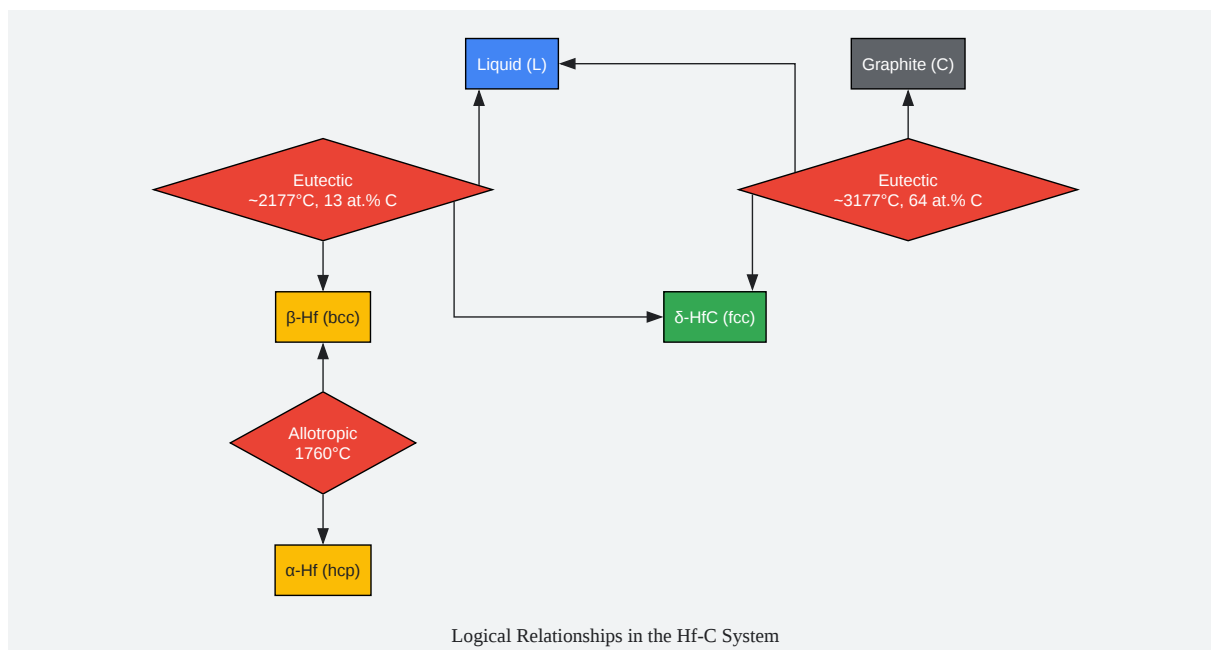 Liquid (L)
Graphite (C)
Eutectic
~2177°C, 13 at.% C
Eutectic
~3177°C, 64 at.% C
β-Hf (bcc)
δ-HfC (fcc)
Allotropic
1760°C
α-Hf (hcp)
Logical Relationships in the Hf-C System